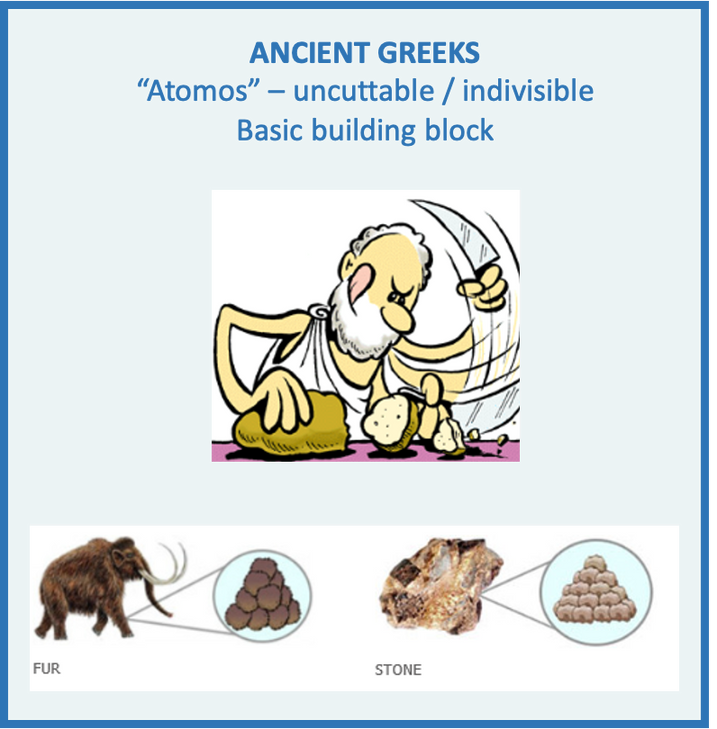 ANCIENT GREEKS
“Atomos” – uncuttable / indivisible
Basic building block
FUR
STONE